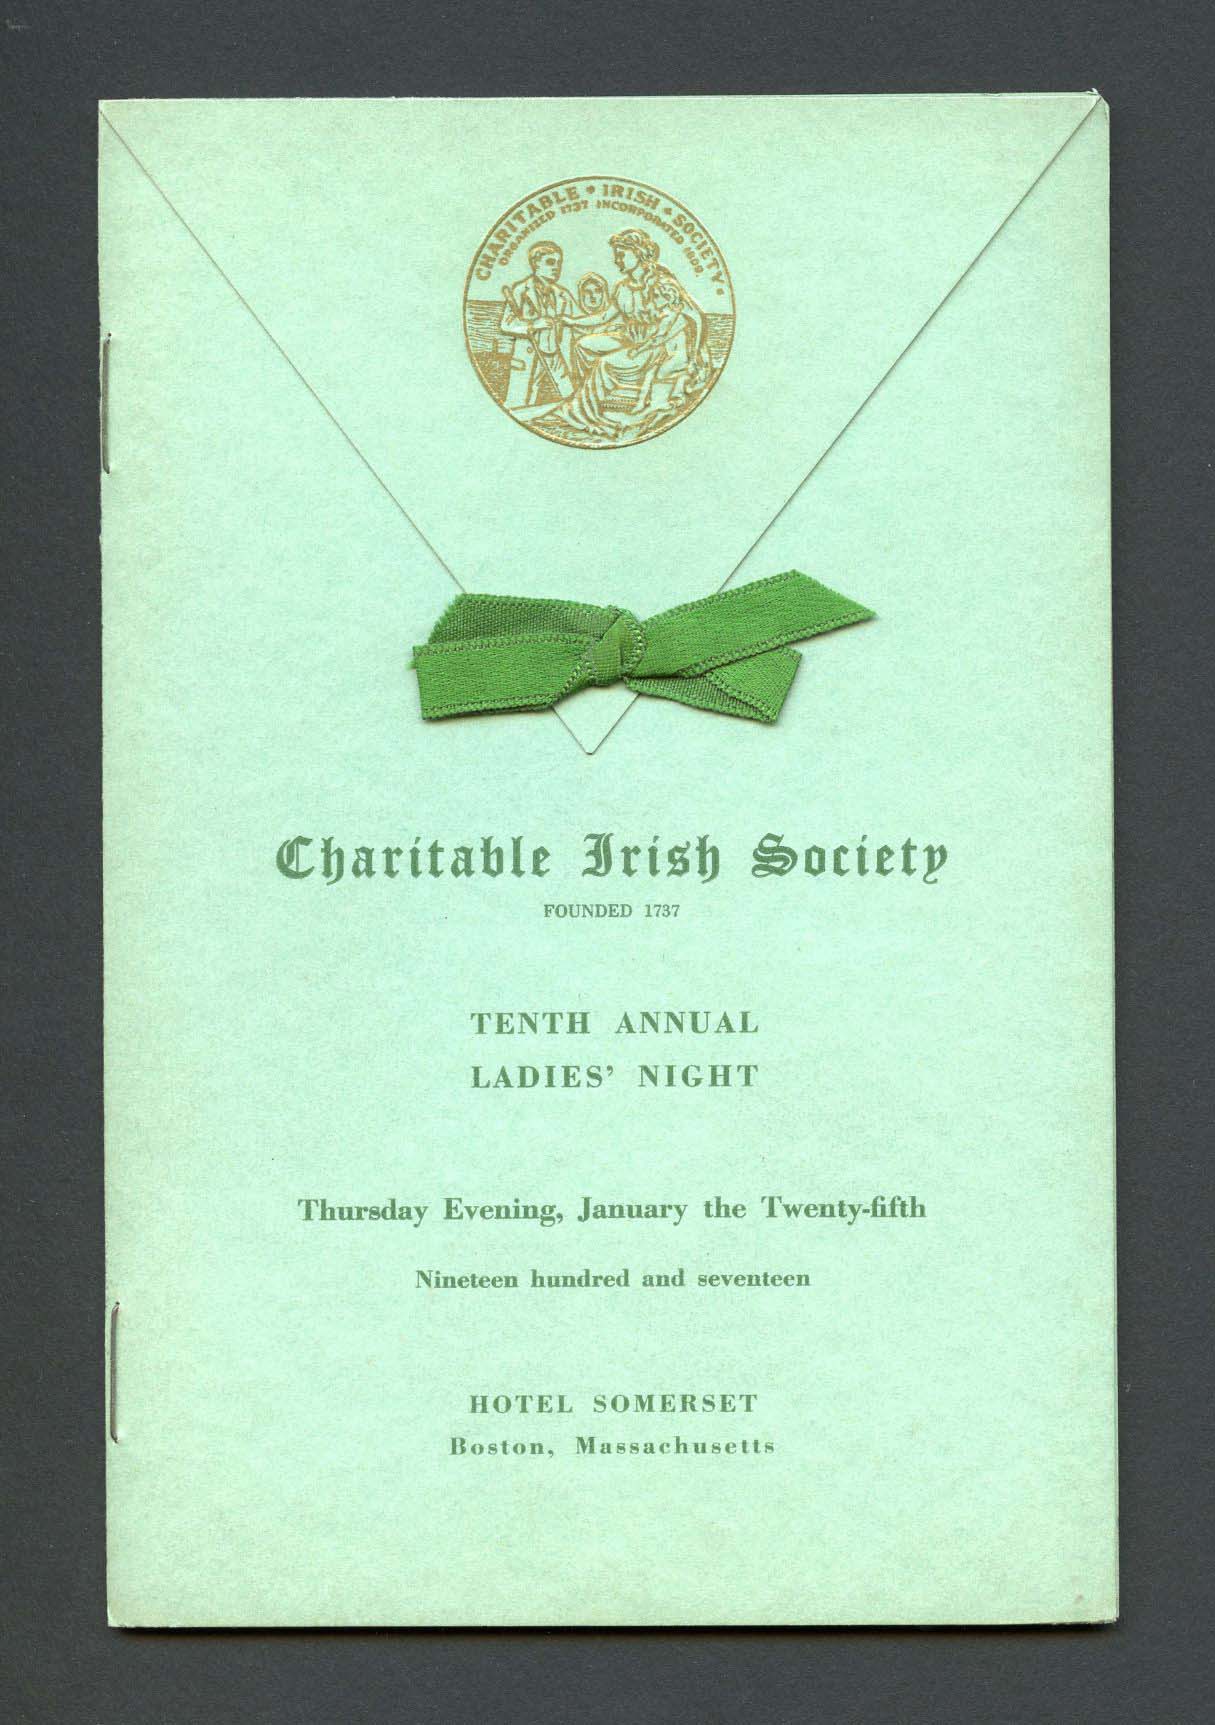 CHARITABLE • IRISH • SOCIETY •
ORGANIZED 1737 INCORPORATED 1809
Charitable Irish Society
FOUNDED 1737
TENTH ANNUAL
LADIES' NIGHT
Thursday Evening, January the Twenty-fifth
Nineteen hundred and seventeen
HOTEL SOMERSET
Boston, Massachusetts